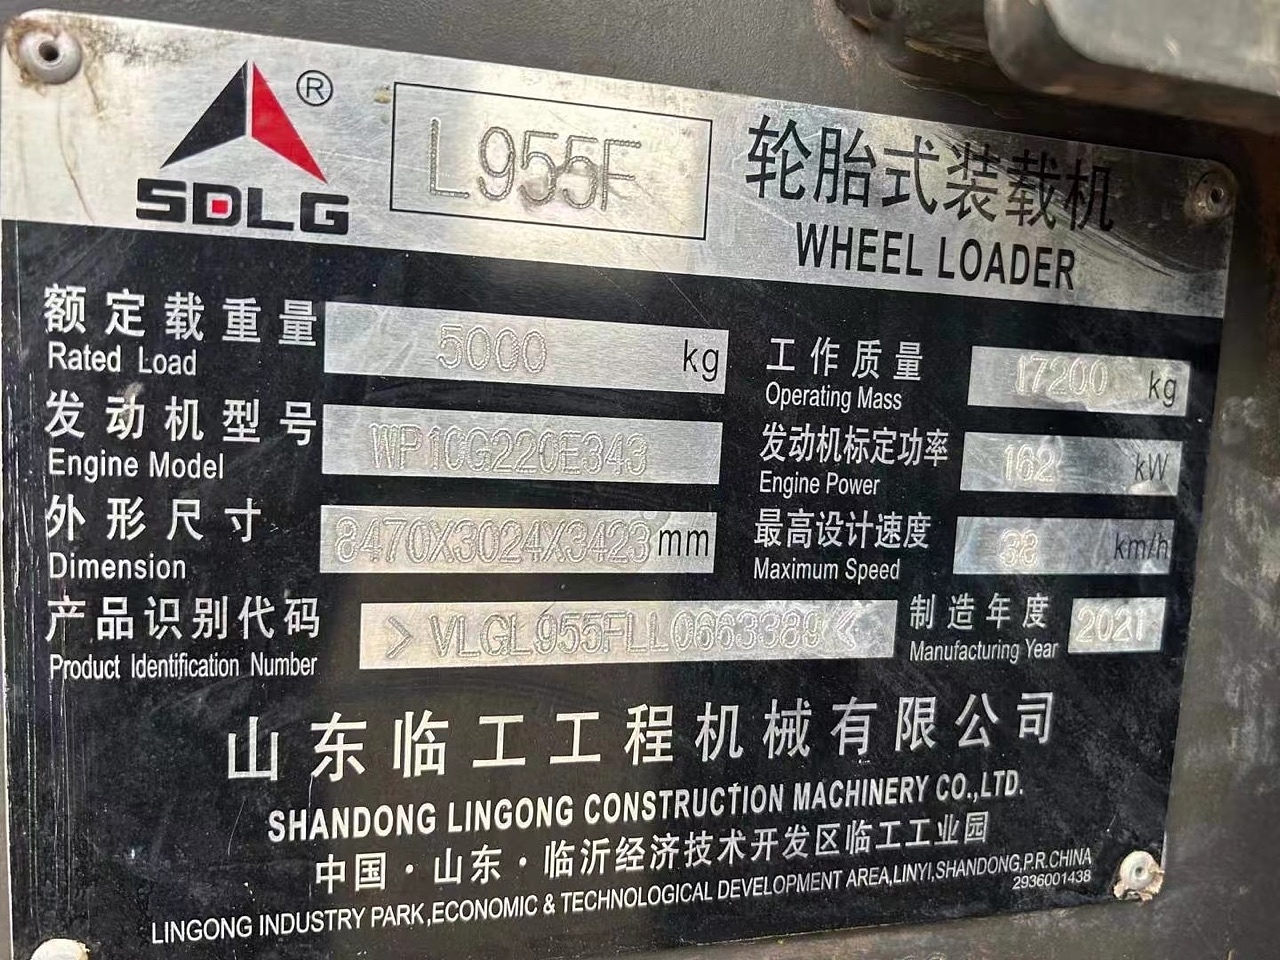 SDLG ®
L955F
轮胎式装载机
WHEEL LOADER
额定载重量 5000 kg
Rated Load
工作质量 17200 kg
Operating Mass
发动机型号 WP10G220E343
Engine Model
发动机标定功率 162 kW
Engine Power
外形尺寸 8470X3024X3423 mm
Dimension
最高设计速度 38 km/h
Maximum Speed
产品识别代码 >VLGL955FLL0663389<
Product Identification Number
制造年度 2021
Manufacturing Year
山东临工工程机械有限公司
SHANDONG LINGONG CONSTRUCTION MACHINERY CO.,LTD.
中国·山东·临沂经济技术开发区临工工业园
LINGONG INDUSTRY PARK,ECONOMIC & TECHNOLOGICAL DEVELOPMENT AREA,LINYI,SHANDONG,P.R.CHINA
2936001438